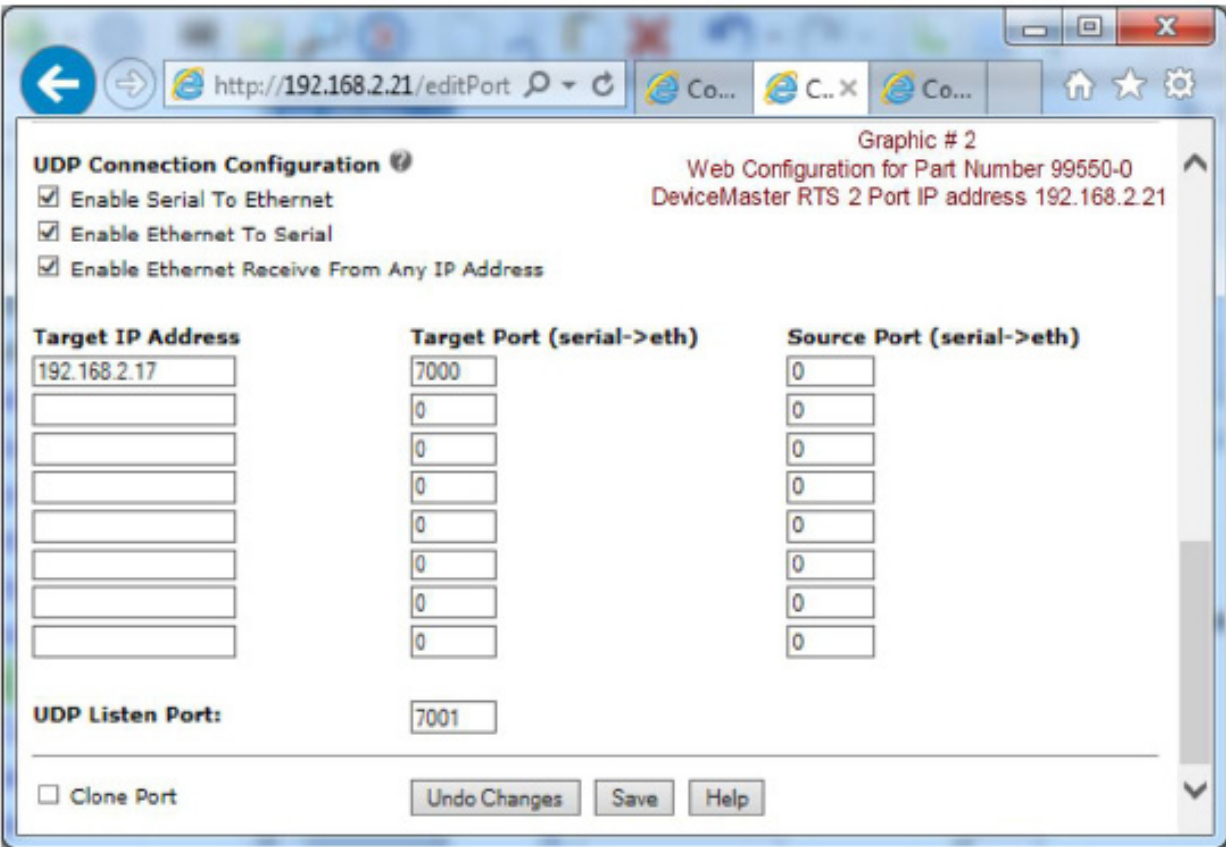 http://192.168.2.21/editPort
Co...
C...
Co...
Graphic # 2
Web Configuration for Part Number 99550-0
DeviceMaster RTS 2 Port IP address 192.168.2.21
UDP Connection Configuration ?
Enable Serial To Ethernet
Enable Ethernet To Serial
Enable Ethernet Receive From Any IP Address
Target IP Address Target Port (serial->eth) Source Port (serial->eth)
192.168.2.17 7000 0
0 0
0 0
0 0
0 0
0 0
0 0
0 0
UDP Listen Port: 7001
Clone Port Undo Changes Save Help